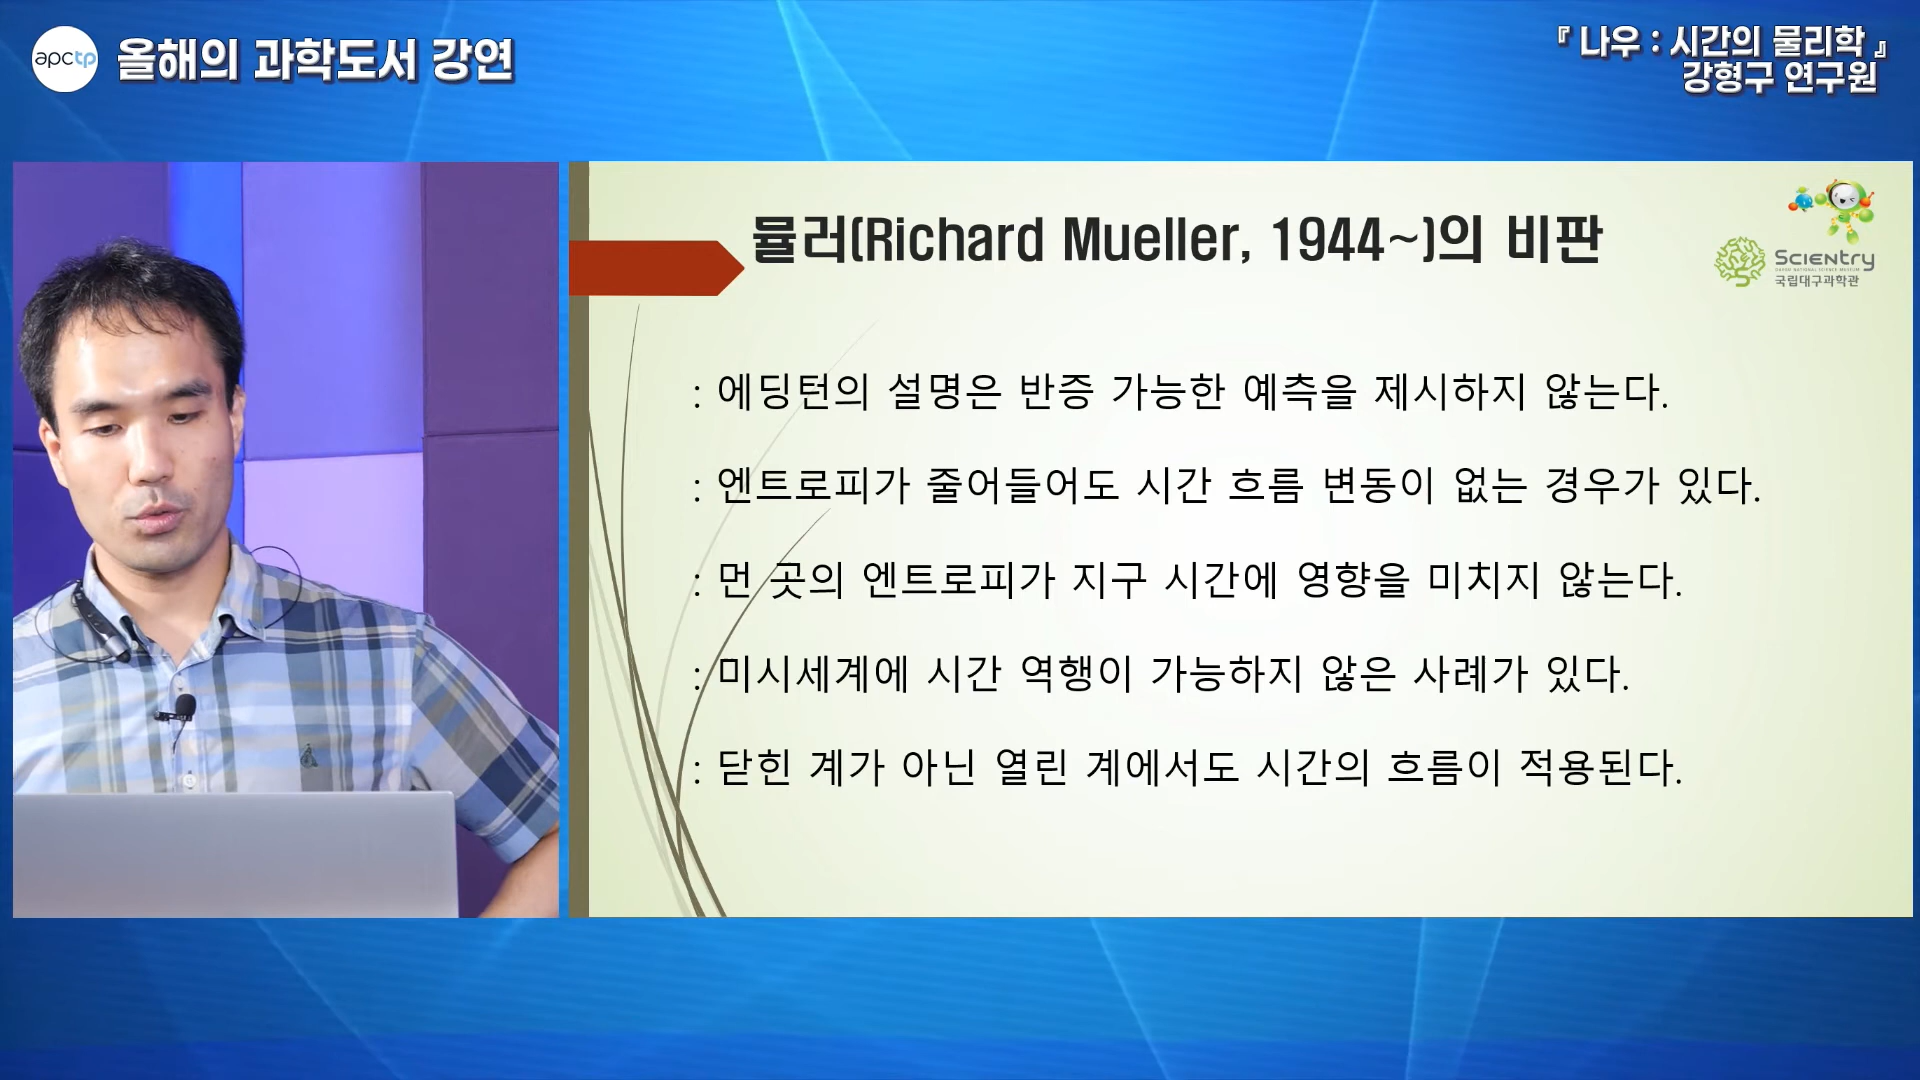 apctp 올해의 과학도서 강연
『 나우 : 시간의 물리학 』
강형구 연구원
뮬러(Richard Mueller, 1944~)의 비판
Scientry
국립대구과학관
: 에딩턴의 설명은 반증 가능한 예측을 제시하지 않는다.
: 엔트로피가 줄어들어도 시간 흐름 변동이 없는 경우가 있다.
: 먼 곳의 엔트로피가 지구 시간에 영향을 미치지 않는다.
: 미시세계에 시간 역행이 가능하지 않은 사례가 있다.
: 닫힌 계가 아닌 열린 계에서도 시간의 흐름이 적용된다.